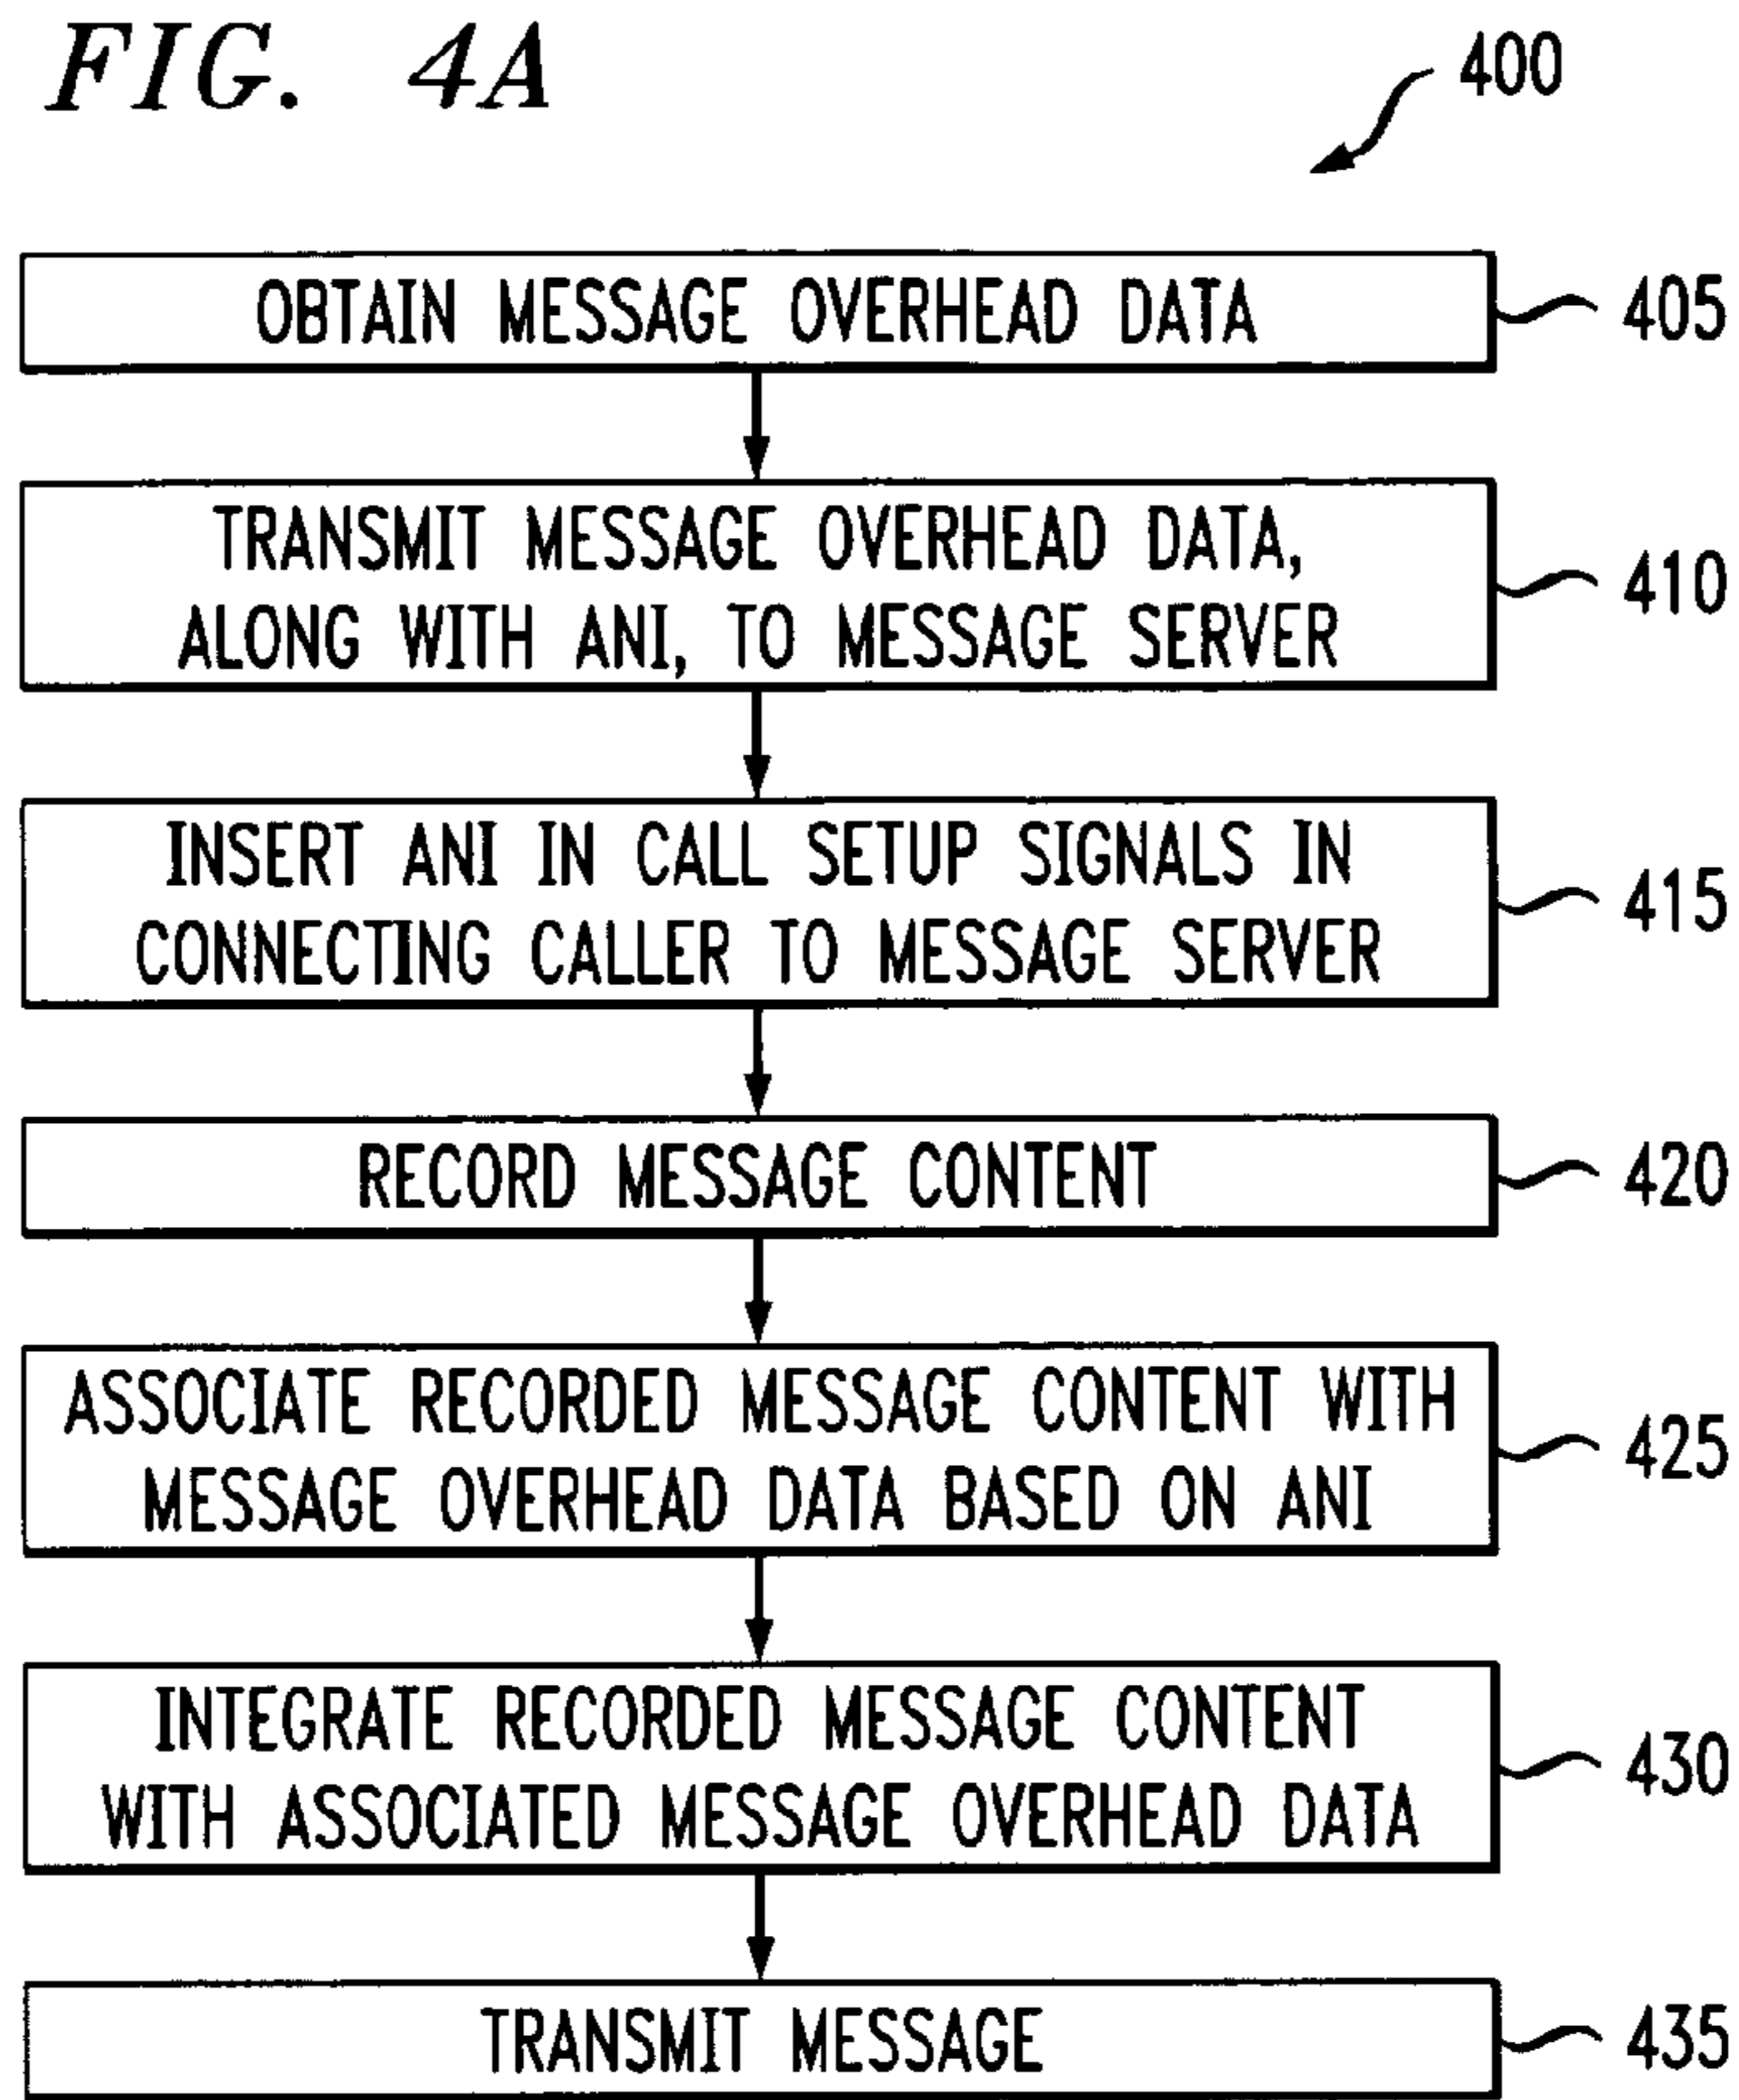 FIG. 4A
400
OBTAIN MESSAGE OVERHEAD DATA
405
TRANSMIT MESSAGE OVERHEAD DATA,
ALONG WITH ANI, TO MESSAGE SERVER
410
INSERT ANI IN CALL SETUP SIGNALS IN
CONNECTING CALLER TO MESSAGE SERVER
415
RECORD MESSAGE CONTENT
420
ASSOCIATE RECORDED MESSAGE CONTENT WITH
MESSAGE OVERHEAD DATA BASED ON ANI
425
INTEGRATE RECORDED MESSAGE CONTENT
WITH ASSOCIATED MESSAGE OVERHEAD DATA
430
TRANSMIT MESSAGE
435